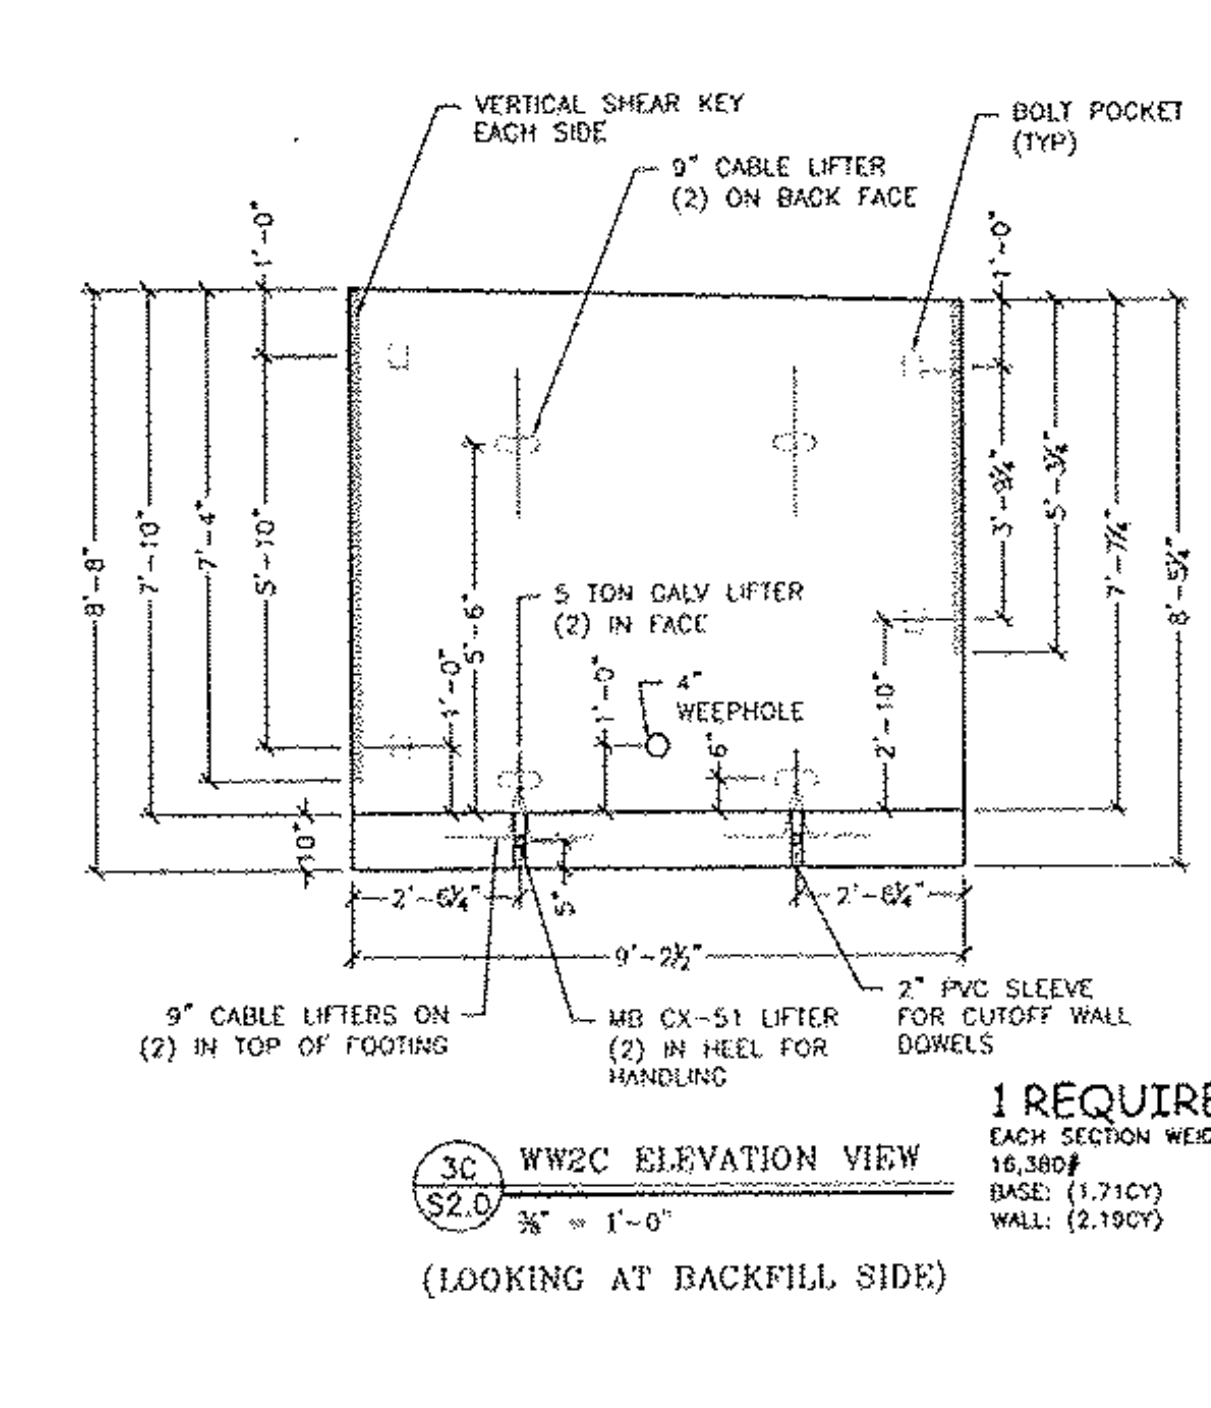 VERTICAL SHEAR KEY
EACH SIDE
BOLT POCKET
(TYP)
9" CABLE LIFTER
(2) ON BACK FACE
1'-0"
1'-0"
8'-8"
7'-10"
7'-4"
5'-10"
5'-6"
1'-0"
5 TON GALV LIFTER
(2) IN FACE
1'-0"
4"
WEEPHOLE
6"
2'-10"
3'-9¾"
5'-3¼"
7'-7¼"
8'-5¼"
10"
2'-6¼"
5"
2'-6¼"
9'-2½"
9" CABLE LIFTERS ON
(2) IN TOP OF FOOTING
MB CX-51 LIFTER
(2) IN HEEL FOR
HANDLING
2" PVC SLEEVE
FOR CUTOFF WALL
DOWELS
1 REQUIRE
EACH SECTION WEIG
16,380#
BASE: (1.71CY)
WALL: (2.19CY)
3C
S2.0
WW2C ELEVATION VIEW
⅜" = 1'-0"
(LOOKING AT BACKFILL SIDE)